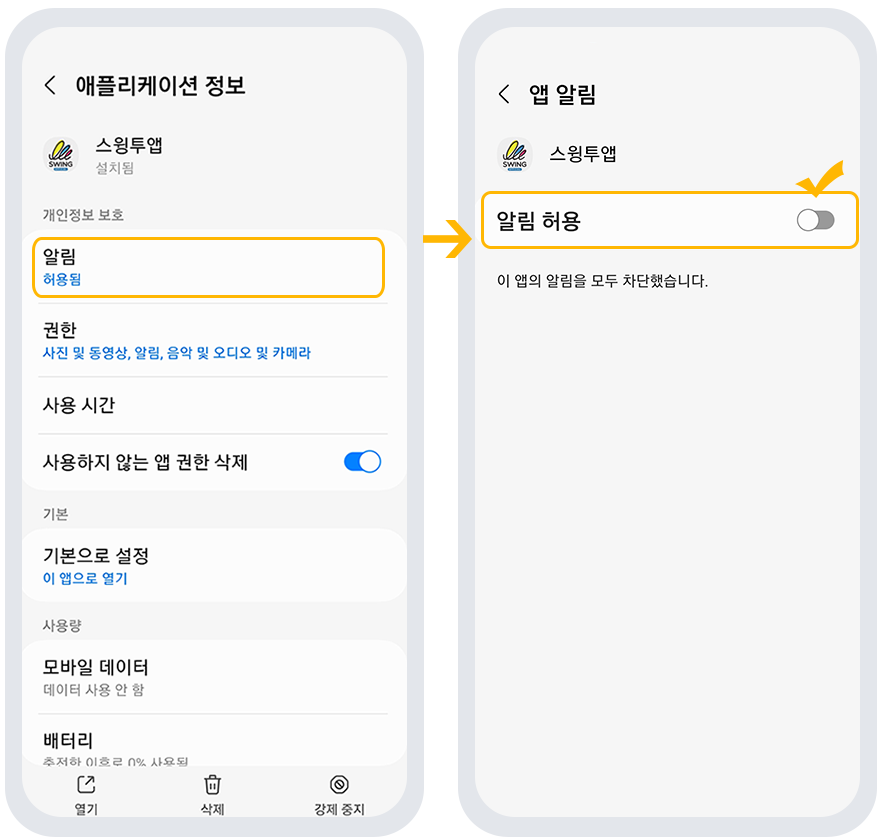 애플리케이션 정보
SWING
스윙투앱
설치됨
개인정보 보호
알림
허용됨
권한
사진 및 동영상, 알림, 음악 및 오디오 및 카메라
사용 시간
사용하지 않는 앱 권한 삭제
기본
기본으로 설정
이 앱으로 열기
사용량
모바일 데이터
데이터 사용 안 함
배터리
충전한 이후로 0% 사용됨
열기
삭제
강제 중지
앱 알림
SWING
스윙투앱
알림 허용
이 앱의 알림을 모두 차단했습니다.